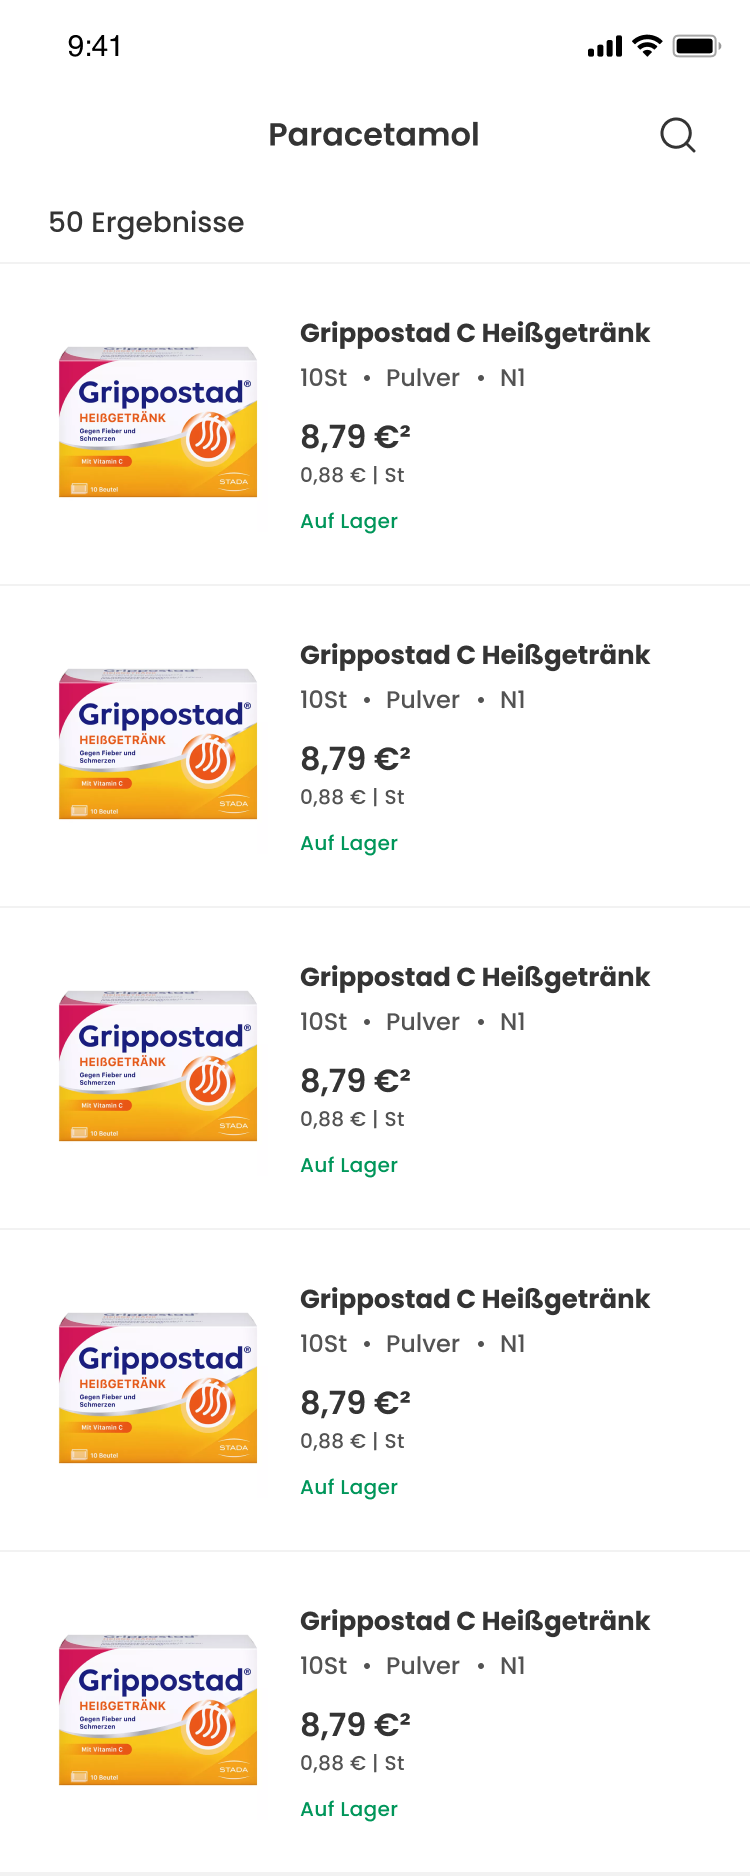 9:41
Paracetamol
50 Ergebnisse
Grippostad®
HEIßGETRÄNK
Gegen Fieber und
Schmerzen
Mit Vitamin C
10 Beutel
STADA
Grippostad C Heißgetränk
10St • Pulver • N1
8,79 €²
0,88 € | St
Auf Lager
Grippostad®
HEIßGETRÄNK
Gegen Fieber und
Schmerzen
Mit Vitamin C
10 Beutel
STADA
Grippostad C Heißgetränk
10St • Pulver • N1
8,79 €²
0,88 € | St
Auf Lager
Grippostad®
HEIßGETRÄNK
Gegen Fieber und
Schmerzen
Mit Vitamin C
10 Beutel
STADA
Grippostad C Heißgetränk
10St • Pulver • N1
8,79 €²
0,88 € | St
Auf Lager
Grippostad®
HEIßGETRÄNK
Gegen Fieber und
Schmerzen
Mit Vitamin C
10 Beutel
STADA
Grippostad C Heißgetränk
10St • Pulver • N1
8,79 €²
0,88 € | St
Auf Lager
Grippostad®
HEIßGETRÄNK
Gegen Fieber und
Schmerzen
Mit Vitamin C
10 Beutel
STADA
Grippostad C Heißgetränk
10St • Pulver • N1
8,79 €²
0,88 € | St
Auf Lager